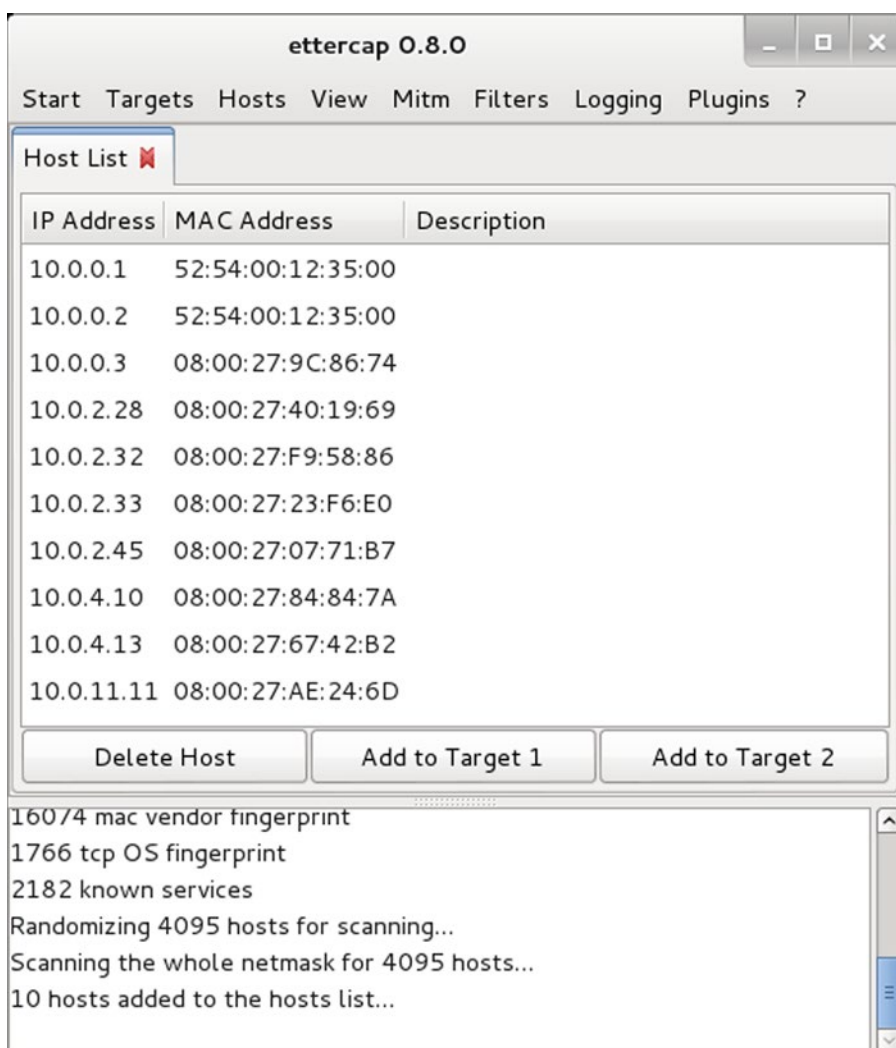 ettercap 0.8.0
Start Targets Hosts View Mitm Filters Logging Plugins ?
Host List
IP Address MAC Address Description
10.0.0.1 52:54:00:12:35:00
10.0.0.2 52:54:00:12:35:00
10.0.0.3 08:00:27:9C:86:74
10.0.2.28 08:00:27:40:19:69
10.0.2.32 08:00:27:F9:58:86
10.0.2.33 08:00:27:23:F6:E0
10.0.2.45 08:00:27:07:71:B7
10.0.4.10 08:00:27:84:84:7A
10.0.4.13 08:00:27:67:42:B2
10.0.11.11 08:00:27:AE:24:6D
Delete Host Add to Target 1 Add to Target 2
16074 mac vendor fingerprint
1766 tcp OS fingerprint
2182 known services
Randomizing 4095 hosts for scanning...
Scanning the whole netmask for 4095 hosts...
10 hosts added to the hosts list...